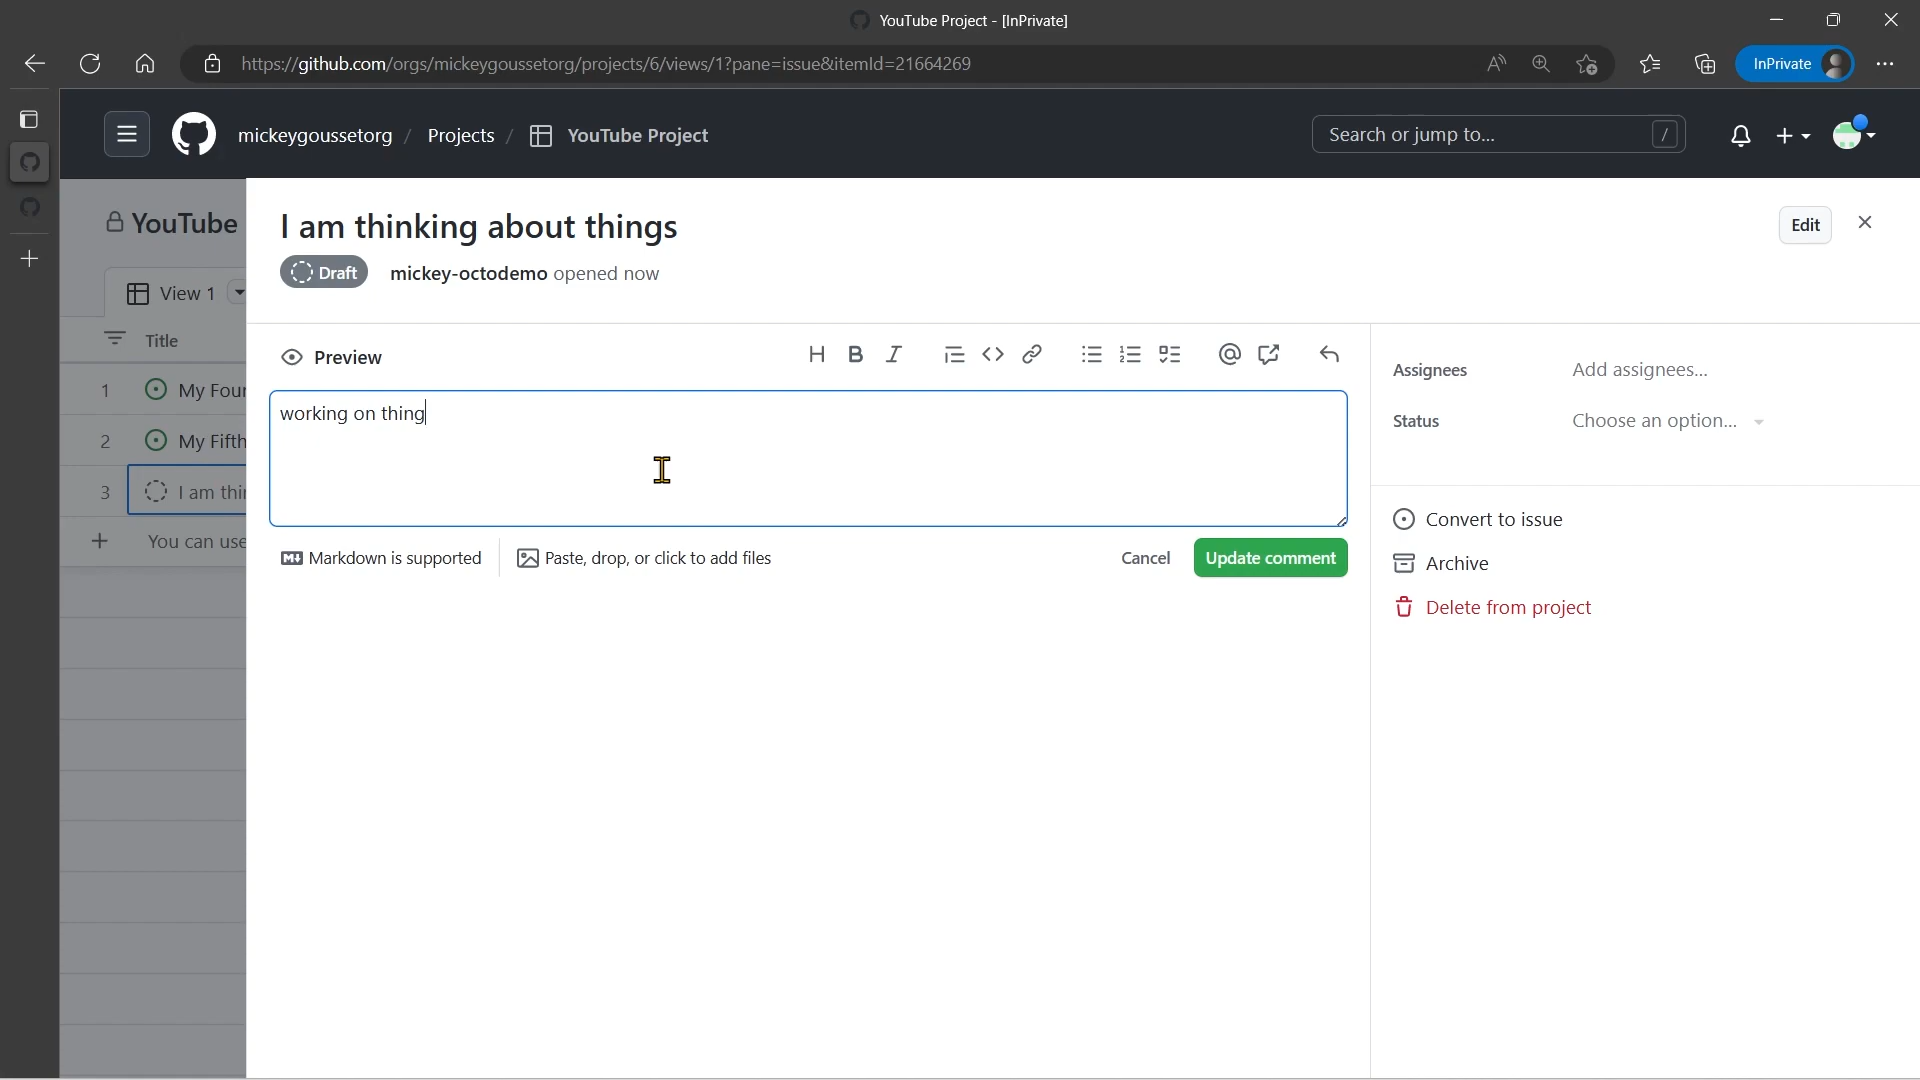 YouTube Project - [InPrivate]
https://github.com/orgs/mickeygoussetorg/projects/6/views/1?pane=issue&itemId=21664269
InPrivate
mickeygoussetorg / Projects / YouTube Project
Search or jump to... /
YouTube
I am thinking about things
Edit
Draft mickey-octodemo opened now
View 1
Title
Preview
H B I
Assignees Add assignees...
1 My Four
working on thing
Status Choose an option...
2 My Fifth
3 I am thin
Convert to issue
You can use
Markdown is supported Paste, drop, or click to add files Cancel Update comment
Archive
Delete from project